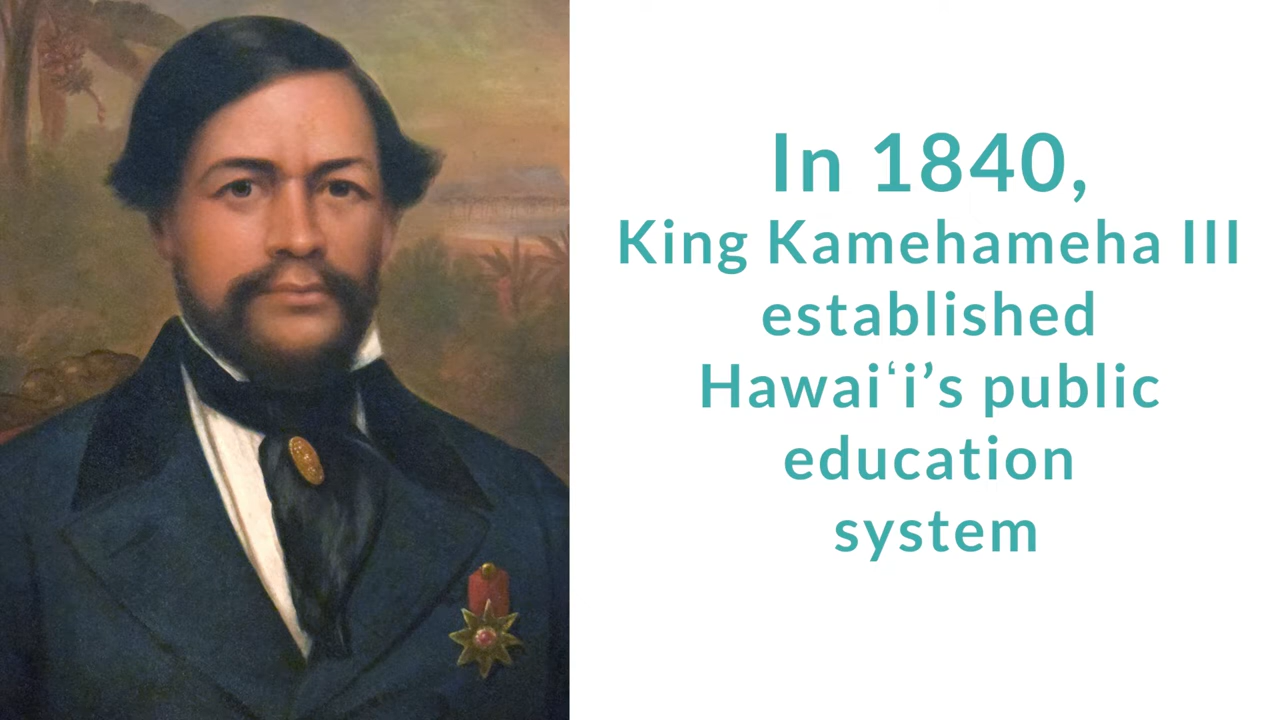 In 1840,
King Kamehameha III
established
Hawaiʻi’s public
education
system